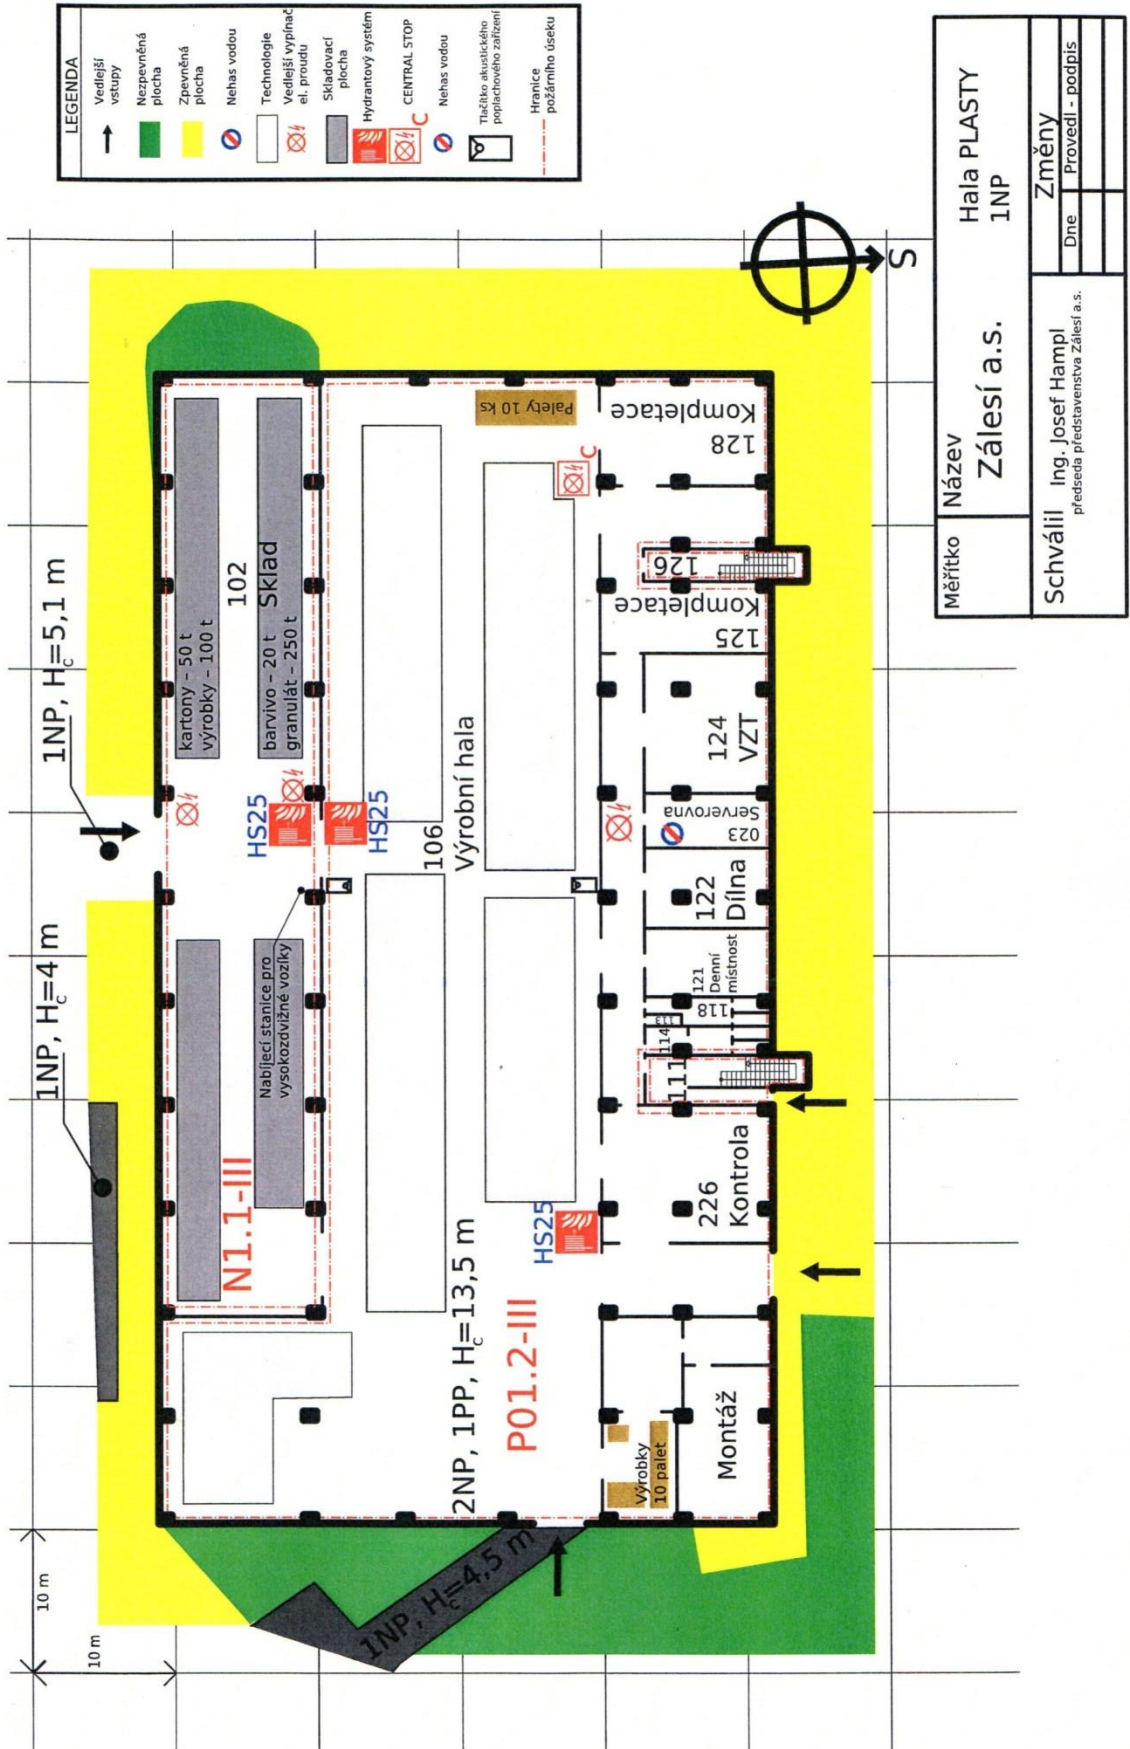 LEGENDA
Vedlejší
vstupy
Nezpevněná
plocha
Zpevněná
plocha
Nehas vodou
Technologie
Vedlejší vypínač
el. proudu
Skladovací
plocha
Hydrantový systém
CENTRAL STOP
C
Nehas vodou
Tlačítko akustického
poplachového zařízení
Hranice
požárního úseku
1NP, Hc=4 m
1NP, Hc=5,1 m
kartony – 50 t
výrobky – 100 t
102
Sklad
barvivo – 20 t
granulát – 250 t
HS25
HS25
Nabíjecí stanice pro
vysokozdvižné vozíky
N1.1-III
106
Výrobní hala
Palety 10 ks
C
2NP, 1PP, Hc=13,5 m
P01.2-III
HS25
1NP, Hc=4,5 m
10 m
10 m
Výrobky
10 palet
Montáž
226
Kontrola
111
114
113
118
121
Denní
místnost
122
Dílna
023
Serverovna
124
VZT
125
Kompletace
126
128
Kompletace
S
Měřítko
Název
Zálesí a.s.
Hala PLASTY
1NP
Schválil
Ing. Josef Hampl
předseda představenstva Zálesí a.s.
Změny
Dne
Provedl - podpis